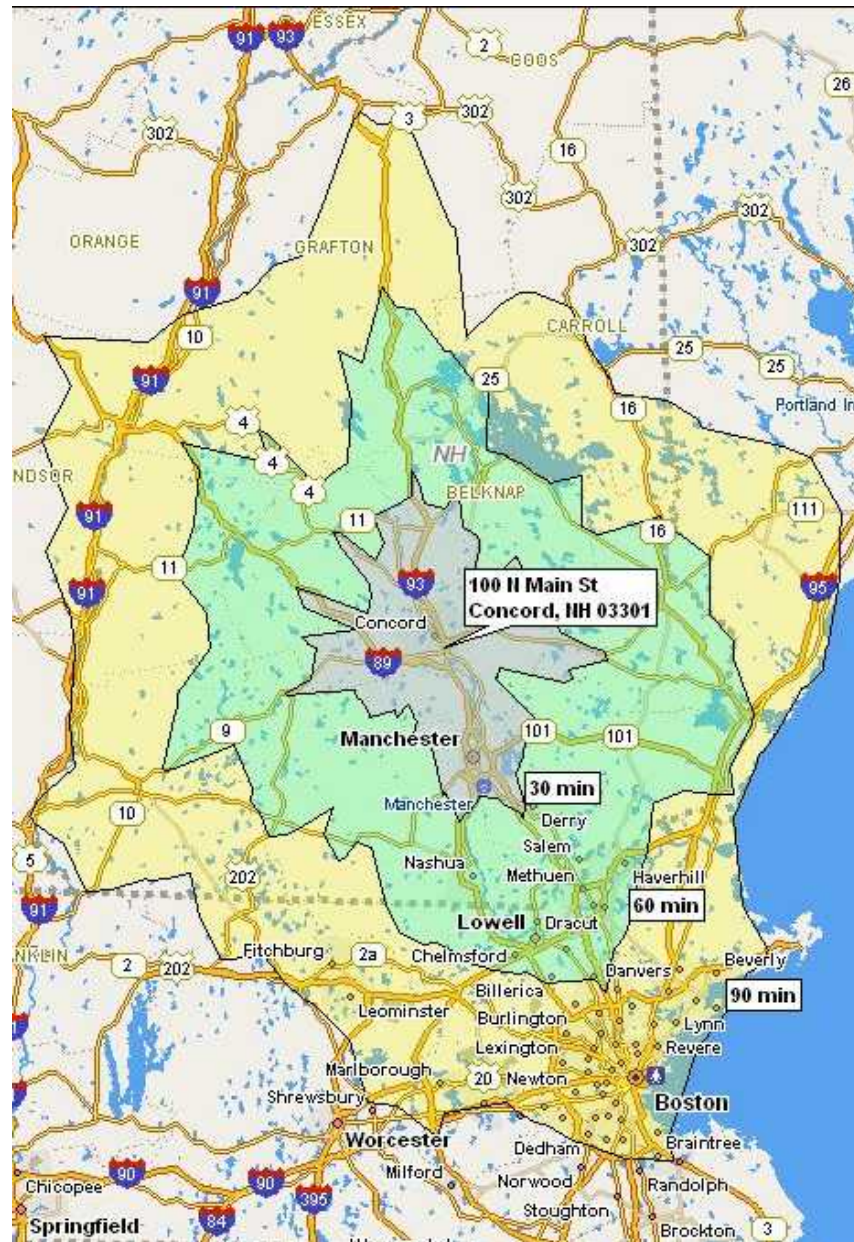 ESSEX
91
93
2
COOS
302
3
302
26
302
16
302
302
ORANGE
GRAFTON
91
10
CARROLL
25
25
91
25
16
Portland In
4
4
4
NH
NDSOR
BELKNAP
91
11
16
111
11
91
93
95
100 N Main St
Concord, NH 03301
Concord
89
9
Manchester
101
101
30 min
Manchester
10
Derry
Salem
5
Nashua
Methuen
202
Haverhill
91
60 min
Lowell
Dracut
Fitchburg
2a
NKLIN
2
202
Chelmsford
Danvers
Beverly
Billerica
90 min
Leominster
Burlington
Lynn
Lexington
Revere
Marlborough
20
Newton
Shrewsbury
Boston
Worcester
Dedham
Braintree
90
90
Milford
Norwood
Randolph
Chicopee
395
Stoughton
84
Springfield
Brockton
3